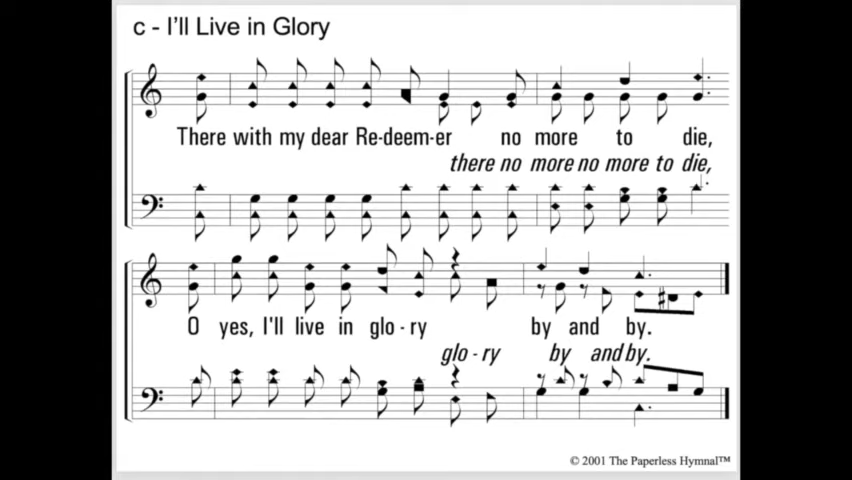 c - I'll Live in Glory
There with my dear Re-deem-er no more to die,
there no more no more to die,
O yes, I'll live in glo - ry by and by.
glo - ry by and by.
© 2001 The Paperless Hymnal™